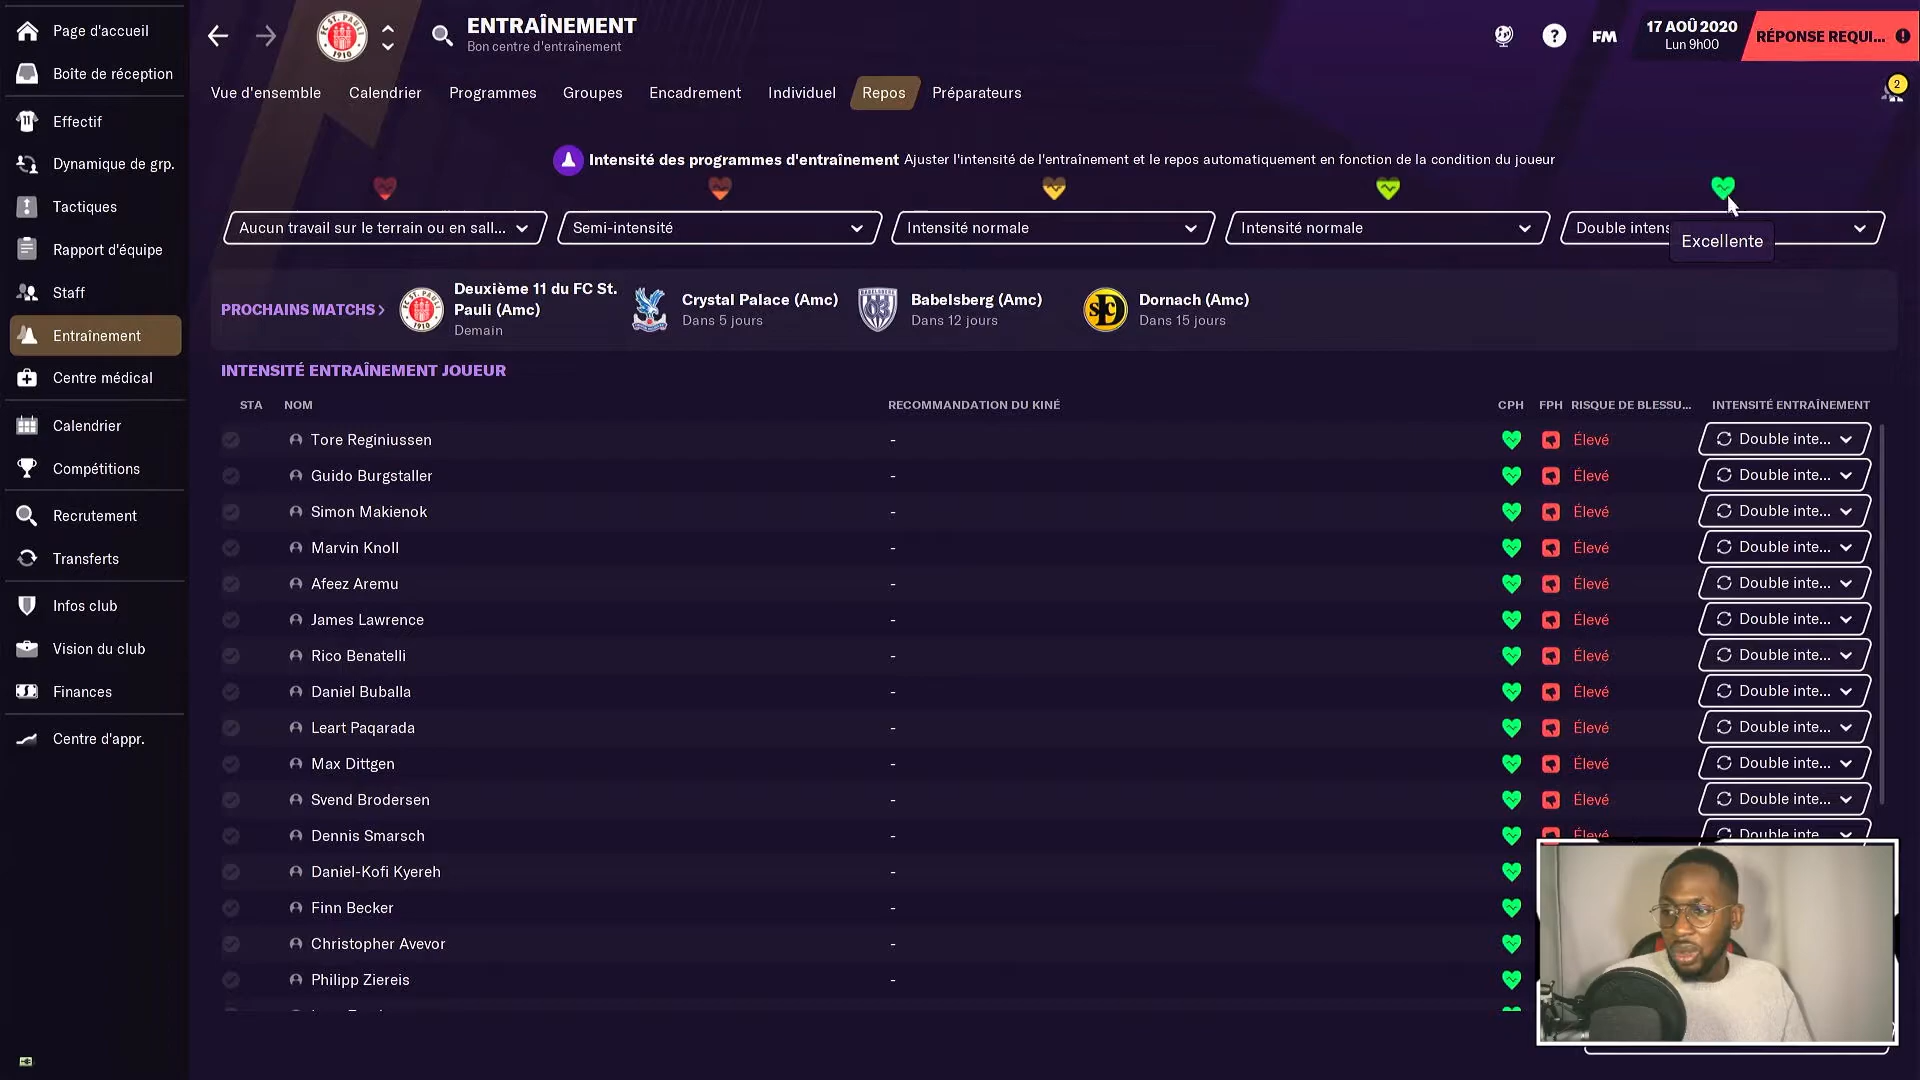 Page d'accueil
Boîte de réception
Effectif
Dynamique de grp.
Tactiques
Rapport d'équipe
Staff
Entraînement
Centre médical
Calendrier
Compétitions
Recrutement
Transferts
Infos club
Vision du club
Finances
Centre d'appr.
ENTRAÎNEMENT
Bon centre d'entraînement
FM
17 AOÛ 2020
Lun 9h00
RÉPONSE REQUI...
2
Vue d'ensemble
Calendrier
Programmes
Groupes
Encadrement
Individuel
Repos
Préparateurs
Intensité des programmes d'entraînement Ajuster l'intensité de l'entraînement et le repos automatiquement en fonction de la condition du joueur
Aucun travail sur le terrain ou en sall...
Semi-intensité
Intensité normale
Intensité normale
Double intens
Excellente
PROCHAINS MATCHS >
Deuxième 11 du FC St.
Pauli (Amc)
Demain
Crystal Palace (Amc)
Dans 5 jours
Babelsberg (Amc)
Dans 12 jours
Dornach (Amc)
Dans 15 jours
INTENSITÉ ENTRAÎNEMENT JOUEUR
STA NOM RECOMMANDATION DU KINÉ CPH FPH RISQUE DE BLESSU... INTENSITÉ ENTRAÎNEMENT
Tore Reginiussen - Élevé Double inte...
Guido Burgstaller - Élevé Double inte...
Simon Makienok - Élevé Double inte...
Marvin Knoll - Élevé Double inte...
Afeez Aremu - Élevé Double inte...
James Lawrence - Élevé Double inte...
Rico Benatelli - Élevé Double inte...
Daniel Buballa - Élevé Double inte...
Leart Paqarada - Élevé Double inte...
Max Dittgen - Élevé Double inte...
Svend Brodersen - Élevé Double inte...
Dennis Smarsch - Élevé Double inte...
Daniel-Kofi Kyereh -
Finn Becker -
Christopher Avevor -
Philipp Ziereis -